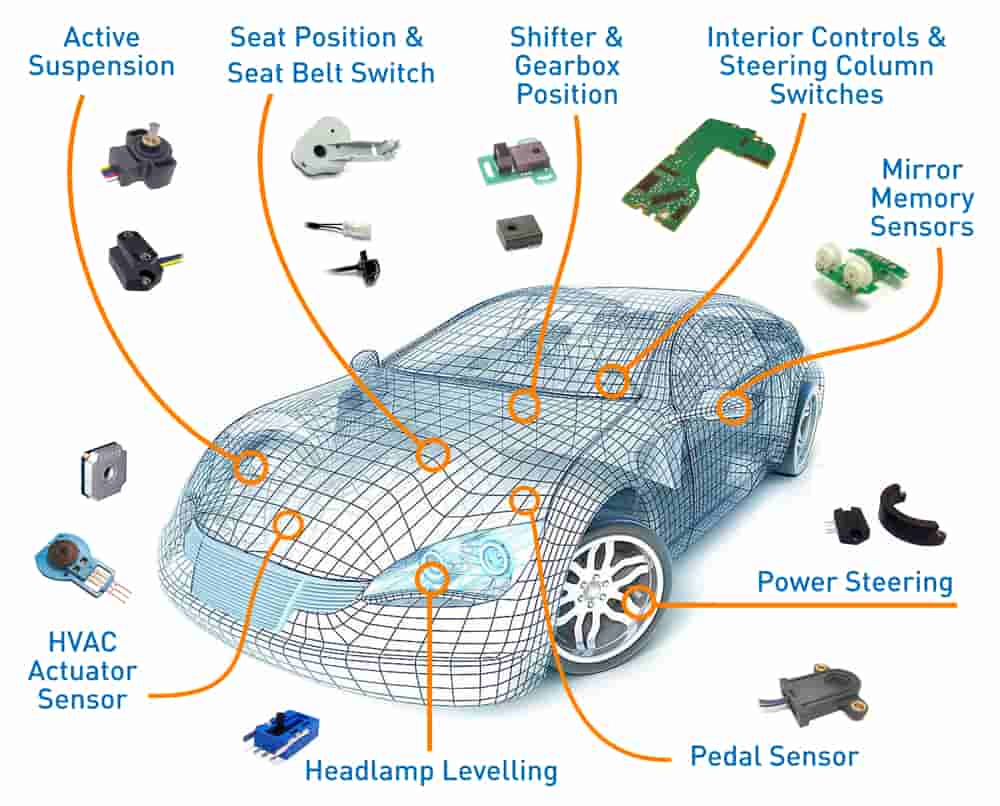 Active
Suspension
Seat Position &
Seat Belt Switch
Shifter &
Gearbox
Position
Interior Controls &
Steering Column
Switches
Mirror
Memory
Sensors
Power Steering
HVAC
Actuator
Sensor
Pedal Sensor
Headlamp Levelling